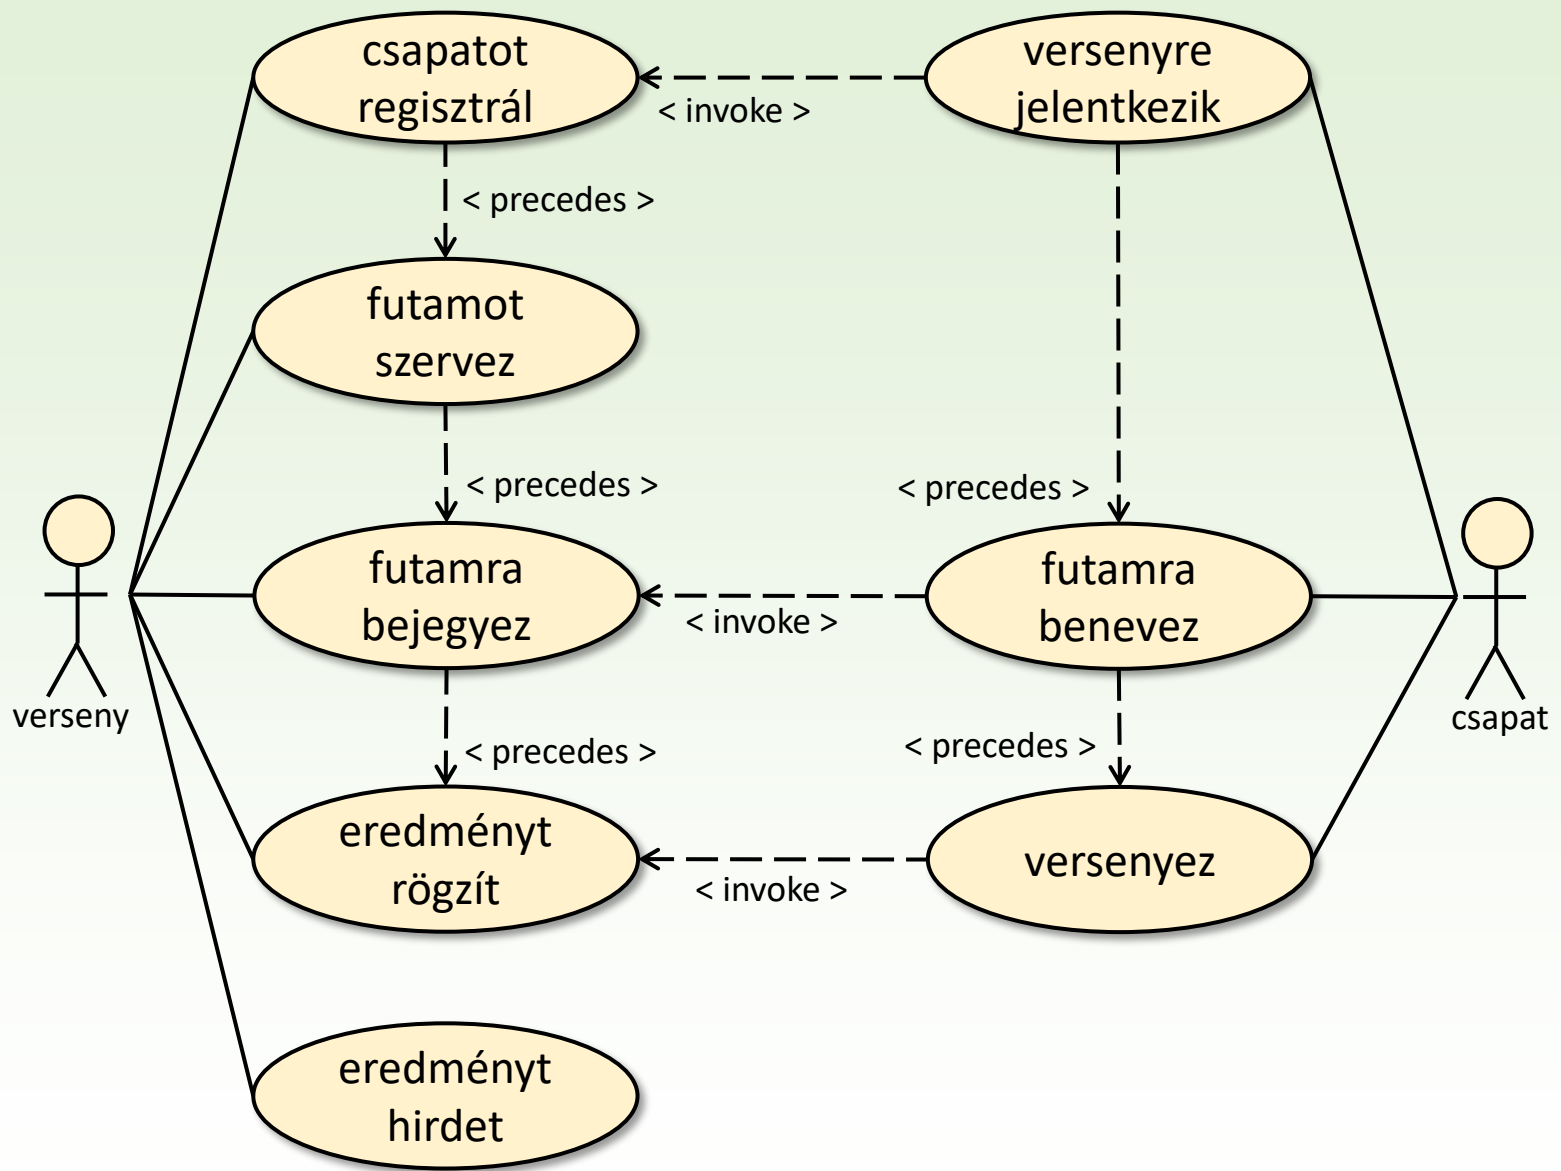 csapatot
regisztrál
versenyre
jelentkezik
< invoke >
< precedes >
futamot
szervez
< precedes >
< precedes >
futamra
bejegyez
futamra
benevez
< invoke >
verseny
csapat
< precedes >
< precedes >
eredményt
rögzít
versenyez
< invoke >
eredményt
hirdet